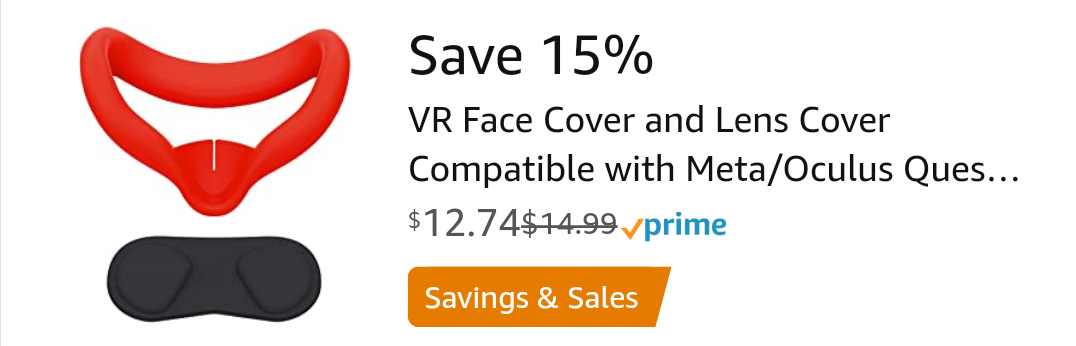 Save 15%
VR Face Cover and Lens Cover
Compatible with Meta/Oculus Ques...
$12.74$14.99 prime
Savings & Sales